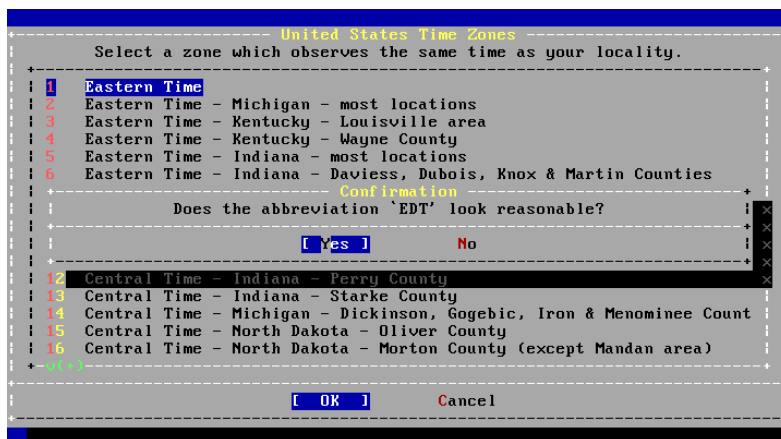 United States Time Zones
Select a zone which observes the same time as your locality.
1 Eastern Time
2 Eastern Time - Michigan - most locations
3 Eastern Time - Kentucky - Louisville area
4 Eastern Time - Kentucky - Wayne County
5 Eastern Time - Indiana - most locations
6 Eastern Time - Indiana - Daviess, Dubois, Knox & Martin Counties
Confirmation
Does the abbreviation `EDT' look reasonable?
[ Yes ] No
12 Central Time - Indiana - Perry County
13 Central Time - Indiana - Starke County
14 Central Time - Michigan - Dickinson, Gogebic, Iron & Menominee Count
15 Central Time - North Dakota - Oliver County
16 Central Time - North Dakota - Morton County (except Mandan area)
v(+)
[ OK ] Cancel